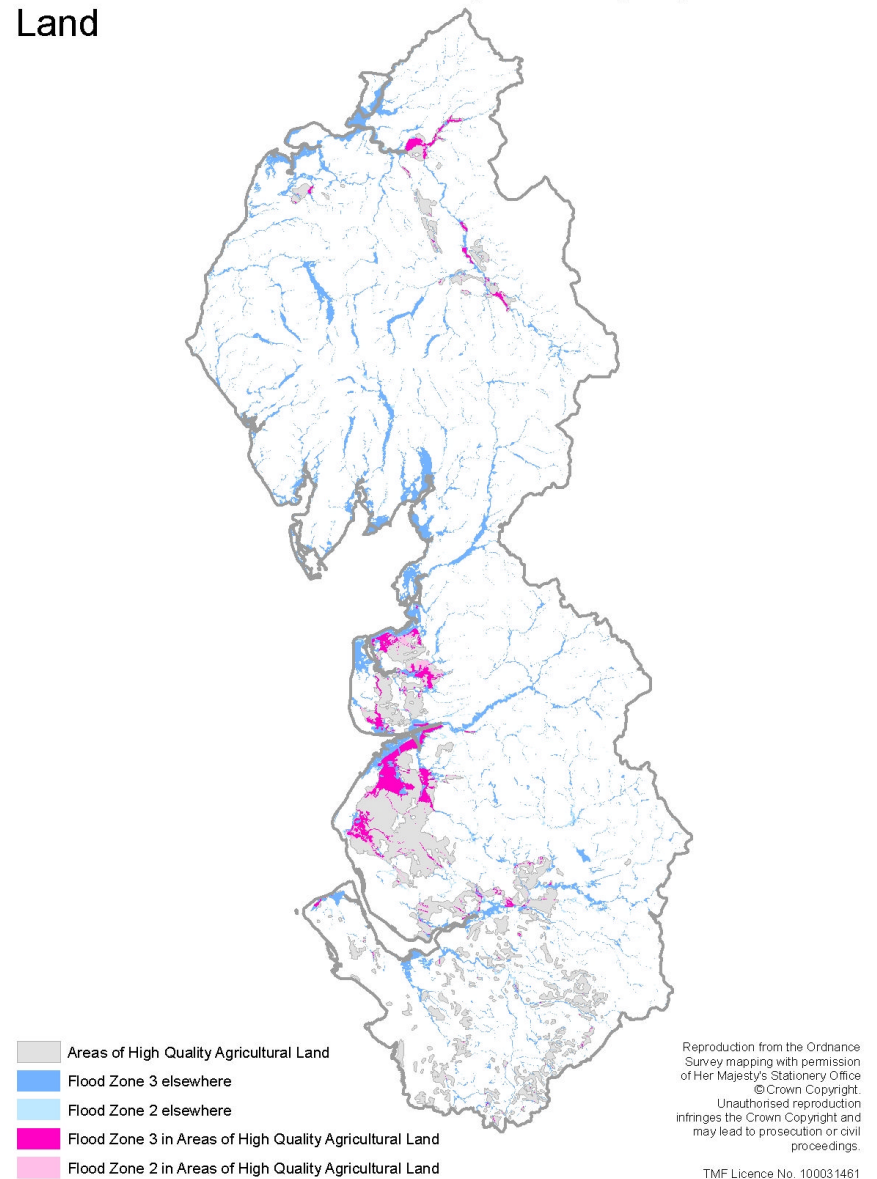 Land
Areas of High Quality Agricultural Land
Flood Zone 3 elsewhere
Flood Zone 2 elsewhere
Flood Zone 3 in Areas of High Quality Agricultural Land
Flood Zone 2 in Areas of High Quality Agricultural Land
Reproduction from the Ordnance
Survey mapping with permission
of Her Majesty's Stationery Office
© Crown Copyright.
Unauthorised reproduction
infringes the Crown Copyright and
may lead to prosecution or civil
proceedings.
TMF Licence No. 100031461